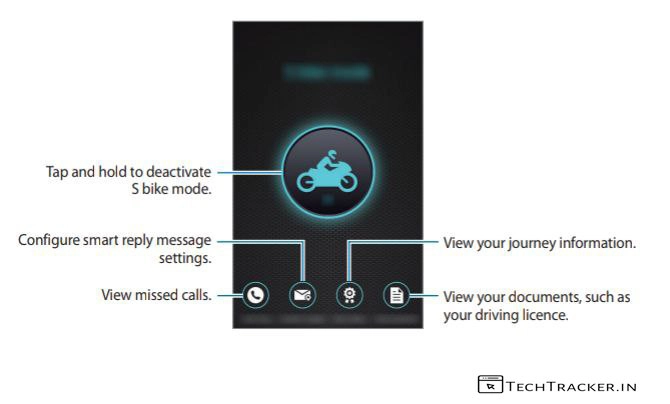 Tap and hold to deactivate
S bike mode.
Configure smart reply message
settings.
View missed calls.
View your journey information.
View your documents, such as
your driving licence.
TECHTRACKER.IN